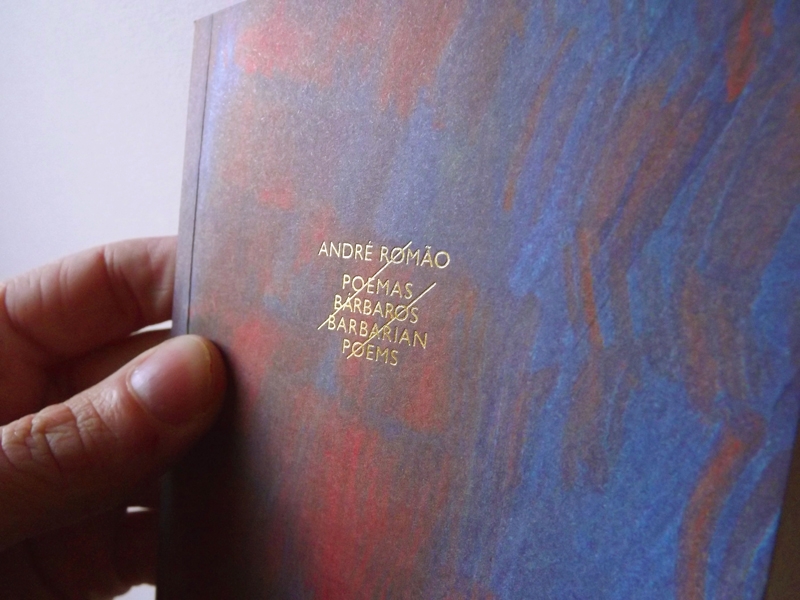 ANDRÉ ROMÃO
POEMAS
BÁRBAROS
BARBARIAN
POEMS